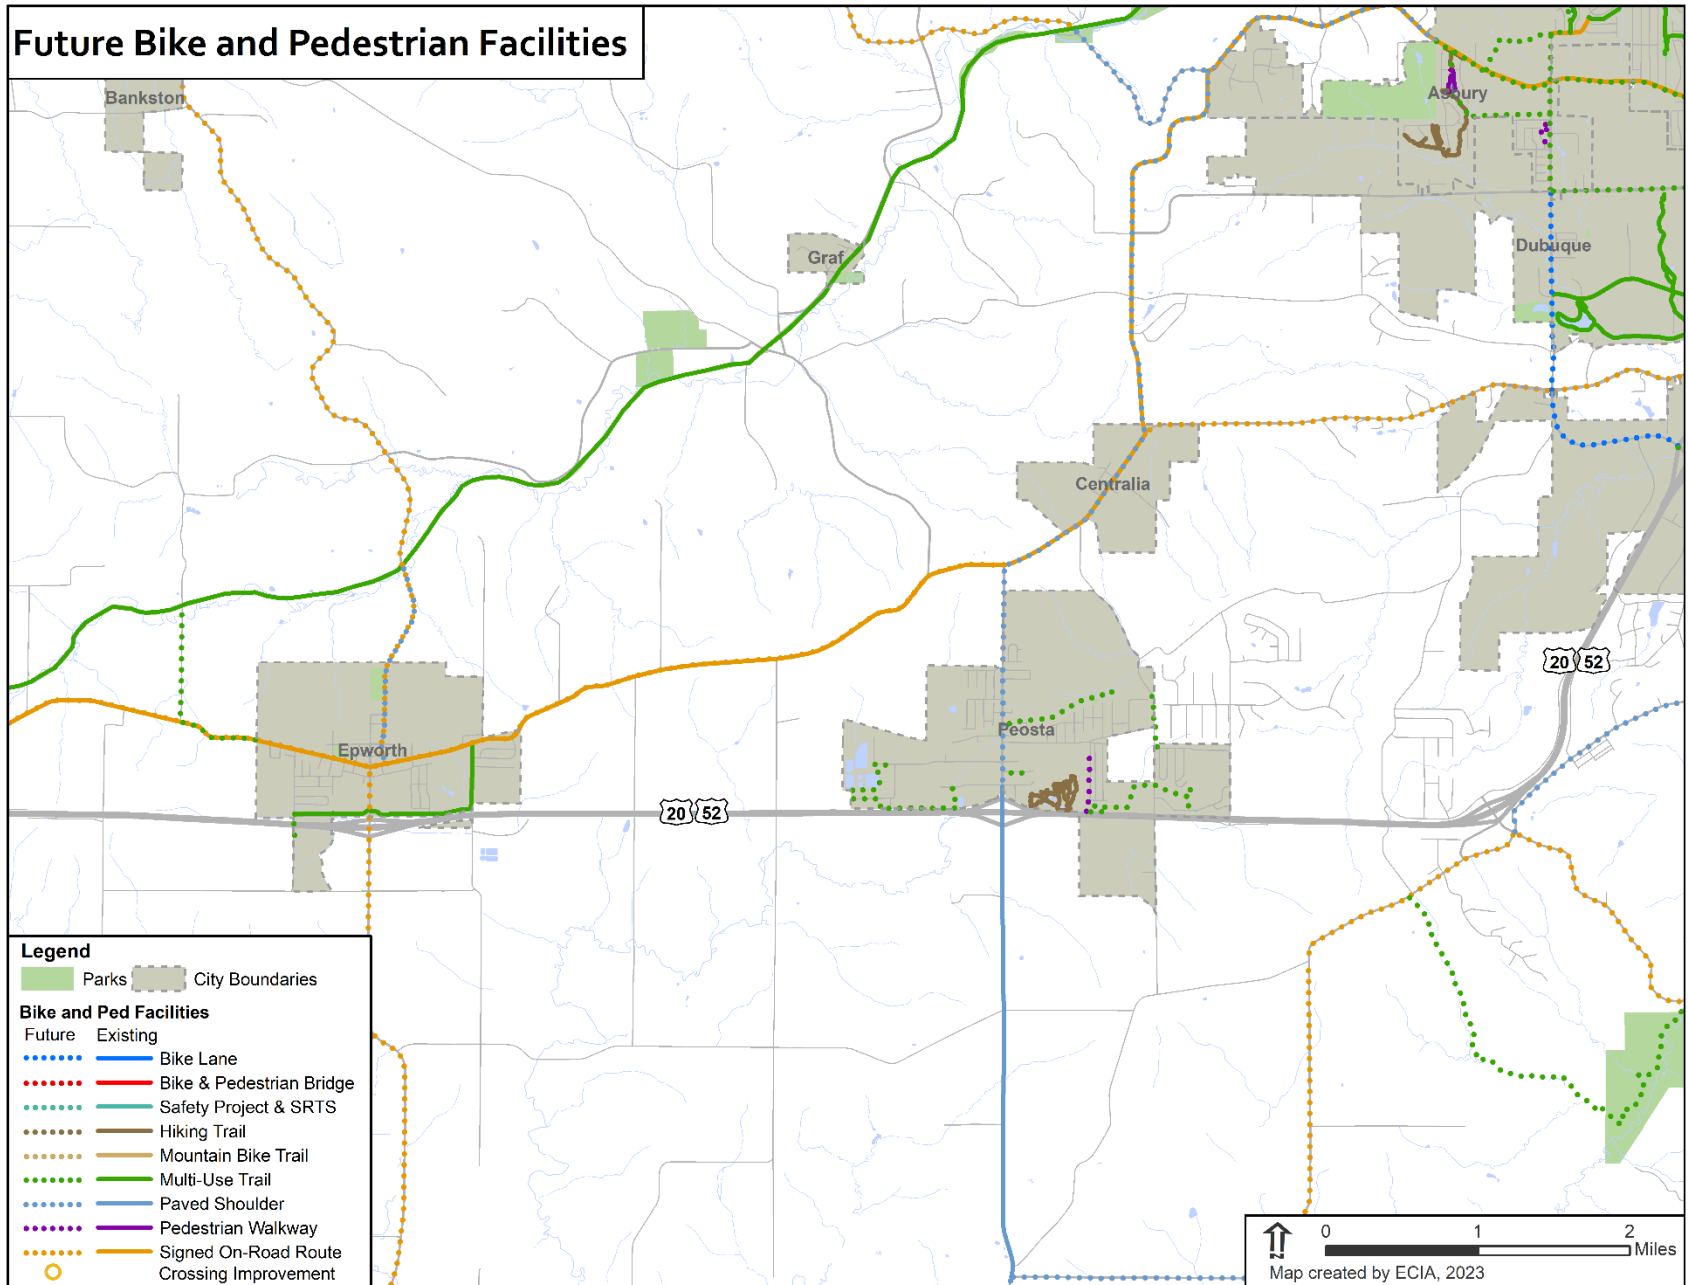 Future Bike and Pedestrian Facilities
Bankston
Asbury
Graf
Dubuque
Centralia
20 52
Peosta
Epworth
20 52
Legend
Parks City Boundaries
Bike and Ped Facilities
Future Existing
Bike Lane
Bike & Pedestrian Bridge
Safety Project & SRTS
Hiking Trail
Mountain Bike Trail
Multi-Use Trail
Paved Shoulder
Pedestrian Walkway
Signed On-Road Route
Crossing Improvement
N
0 1 2
Miles
Map created by ECIA, 2023